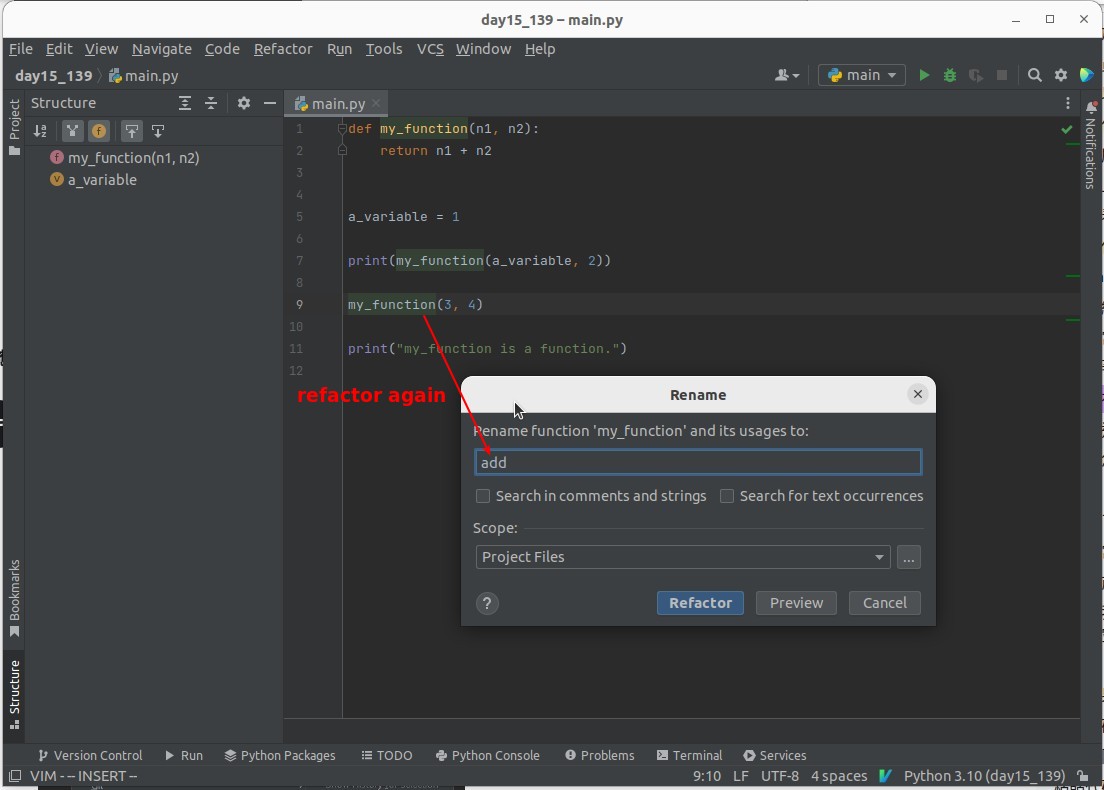 day15_139 – main.py
File Edit View Navigate Code Refactor Run Tools VCS Window Help
day15_139 main.py
main
Project
Structure
my_function(n1, n2)
a_variable
main.py
1 def my_function(n1, n2):
2 return n1 + n2
3
4
5 a_variable = 1
6
7 print(my_function(a_variable, 2))
8
9 my_function(3, 4)
10
11 print("my_function is a function.")
12
refactor again
Rename
Rename function 'my_function' and its usages to:
add
Search in comments and strings Search for text occurrences
Scope:
Project Files
...
? Refactor Preview Cancel
Notifications
Bookmarks
Structure
Version Control Run Python Packages TODO Python Console Problems Terminal Services
VIM - -- INSERT -- 9:10 LF UTF-8 4 spaces Python 3.10 (day15_139)